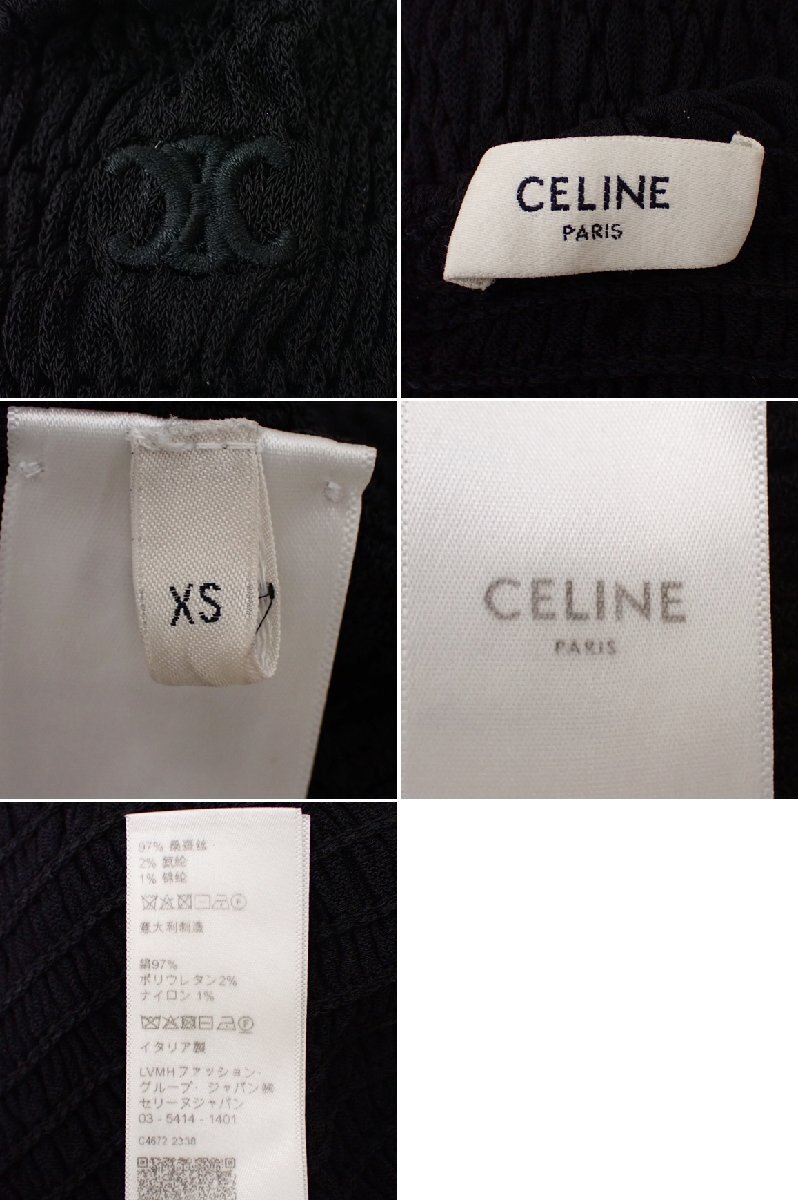 CELINE
PARIS
XS
CELINE
PARIS
97% 桑蚕丝
2% 氨纶
1% 锦纶
意大利制造
絹97%
ポリウレタン2%
ナイロン 1%
イタリア製
LVMHファッション・
グループ・ジャパン㈱
セリーヌジャパン
03 - 5414 - 1401
C4672 2338